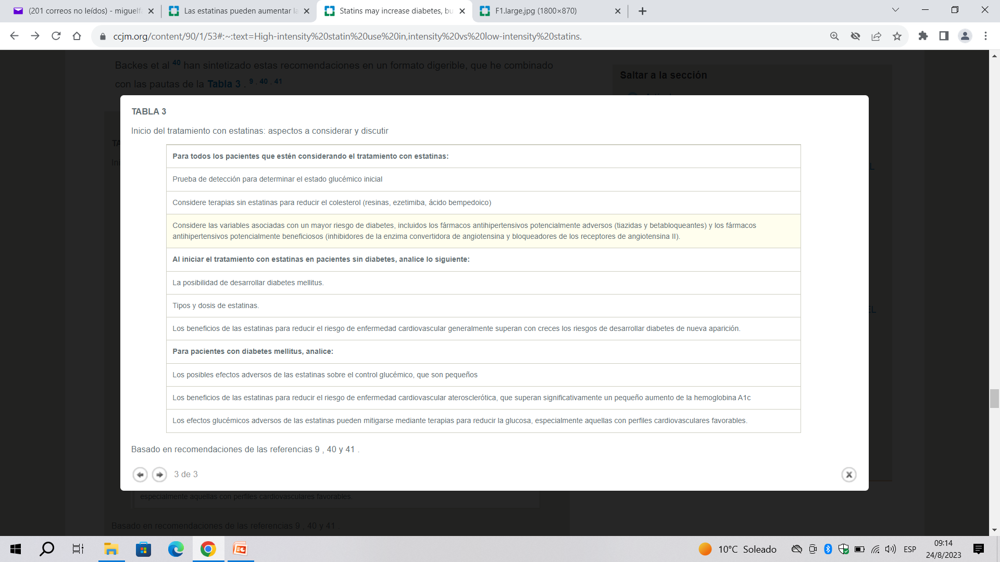 (201 correos no leídos) - miguelfa
Las estatinas pueden aumentar la
Statins may increase diabetes, bu
F1.large.jpg (1800×870)
ccjm.org/content/90/1/53#:~:text=High-intensity%20statin%20use%20in,intensity%20vs%20low-intensity%20statins.
Backes et al 40 han sintetizado estas recomendaciones en un formato digerible, que he combinado
con las pautas de la Tabla 3 . 9 , 40 , 41
Saltar a la sección
TABLA 3
Inicio del tratamiento con estatinas: aspectos a considerar y discutir
Para todos los pacientes que estén considerando el tratamiento con estatinas:
Prueba de detección para determinar el estado glucémico inicial
Considere terapias sin estatinas para reducir el colesterol (resinas, ezetimiba, ácido bempedoico)
Considere las variables asociadas con un mayor riesgo de diabetes, incluidos los fármacos antihipertensivos potencialmente adversos (tiazidas y betabloqueantes) y los fármacos
antihipertensivos potencialmente beneficiosos (inhibidores de la enzima convertidora de angiotensina y bloqueadores de los receptores de angiotensina II).
Al iniciar el tratamiento con estatinas en pacientes sin diabetes, analice lo siguiente:
La posibilidad de desarrollar diabetes mellitus.
Tipos y dosis de estatinas.
Los beneficios de las estatinas para reducir el riesgo de enfermedad cardiovascular generalmente superan con creces los riesgos de desarrollar diabetes de nueva aparición.
Para pacientes con diabetes mellitus, analice:
Los posibles efectos adversos de las estatinas sobre el control glucémico, que son pequeños
Los beneficios de las estatinas para reducir el riesgo de enfermedad cardiovascular aterosclerótica, que superan significativamente un pequeño aumento de la hemoglobina A1c
Los efectos glucémicos adversos de las estatinas pueden mitigarse mediante terapias para reducir la glucosa, especialmente aquellas con perfiles cardiovasculares favorables.
Basado en recomendaciones de las referencias 9 , 40 y 41 .
3 de 3
especialmente aquellas con perfiles cardiovasculares favorables.
Basado en recomendaciones de las referencias 9 , 40 y 41 .
10°C Soleado
ESP
09:14
24/8/2023